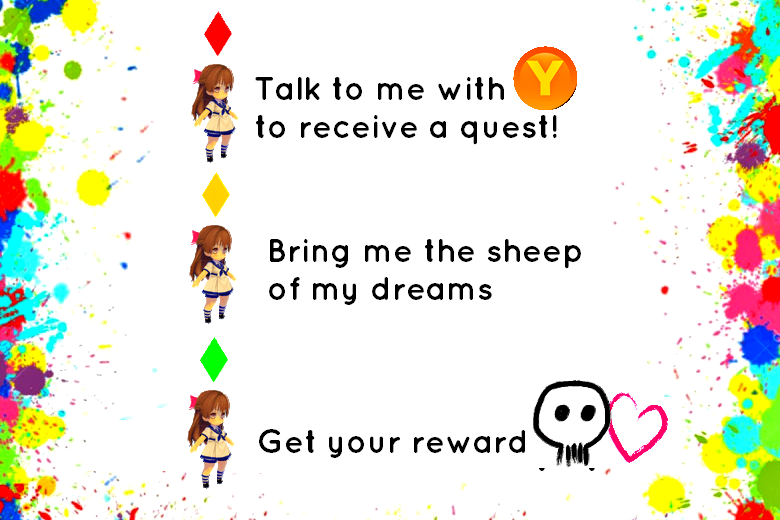 Talk to me with Y
to receive a quest!
Bring me the sheep
of my dreams
Get your reward